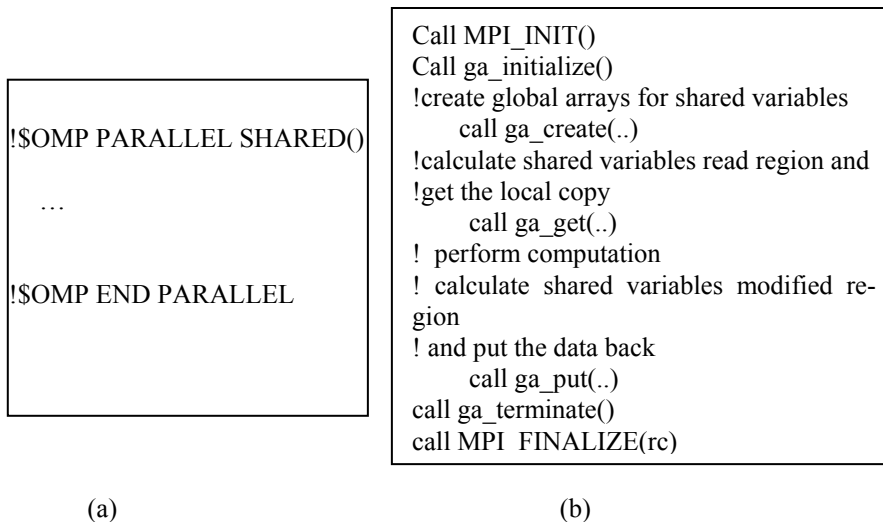 !$OMP PARALLEL SHARED()
…
!$OMP END PARALLEL
Call MPI_INIT()
Call ga_initialize()
!create global arrays for shared variables
call ga_create(..)
!calculate shared variables read region and
!get the local copy
call ga_get(..)
! perform computation
! calculate shared variables modified re-
gion
! and put the data back
call ga_put(..)
call ga_terminate()
call MPI_FINALIZE(rc)
(a)
(b)